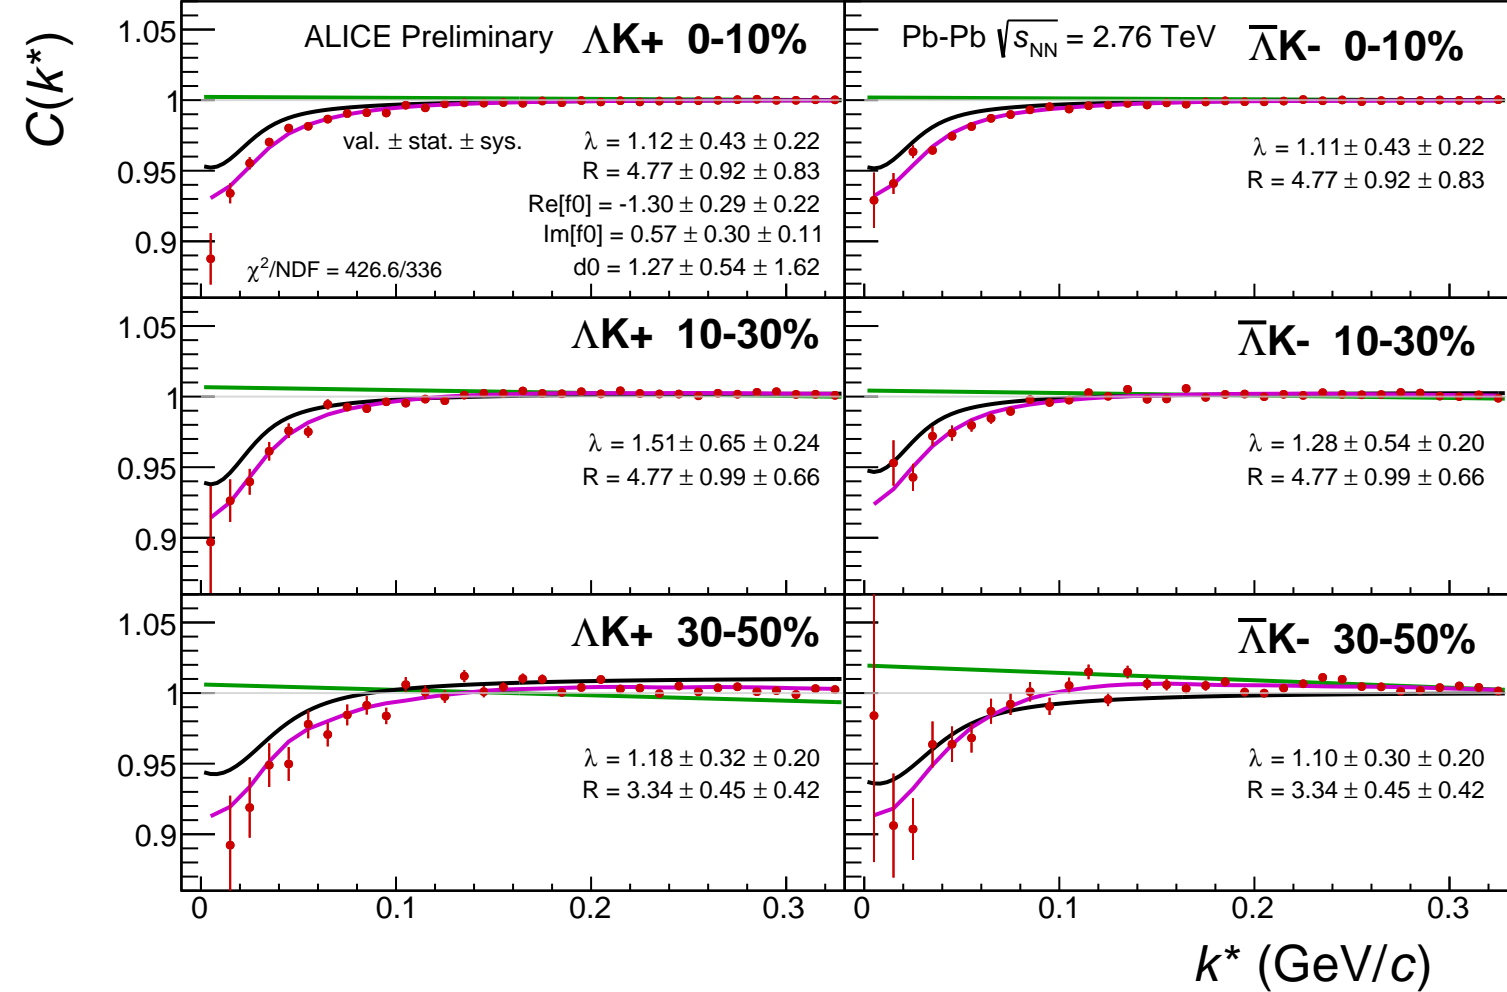 C(k*)
ALICE Preliminary ΛK+ 0-10%
val. ± stat. ± sys.
λ = 1.12 ± 0.43 ± 0.22
R = 4.77 ± 0.92 ± 0.83
Re[f0] = -1.30 ± 0.29 ± 0.22
Im[f0] = 0.57 ± 0.30 ± 0.11
d0 = 1.27 ± 0.54 ± 1.62
χ²/NDF = 426.6/336
1.05
1
0.95
0.9
Pb-Pb √s_NN = 2.76 TeV Λ̅K- 0-10%
λ = 1.11± 0.43 ± 0.22
R = 4.77 ± 0.92 ± 0.83
ΛK+ 10-30%
λ = 1.51± 0.65 ± 0.24
R = 4.77 ± 0.99 ± 0.66
1.05
1
0.95
0.9
Λ̅K- 10-30%
λ = 1.28 ± 0.54 ± 0.20
R = 4.77 ± 0.99 ± 0.66
ΛK+ 30-50%
λ = 1.18 ± 0.32 ± 0.20
R = 3.34 ± 0.45 ± 0.42
1.05
1
0.95
0.9
Λ̅K- 30-50%
λ = 1.10 ± 0.30 ± 0.20
R = 3.34 ± 0.45 ± 0.42
0 0.1 0.2 0.3
0 0.1 0.2 0.3
k* (GeV/c)